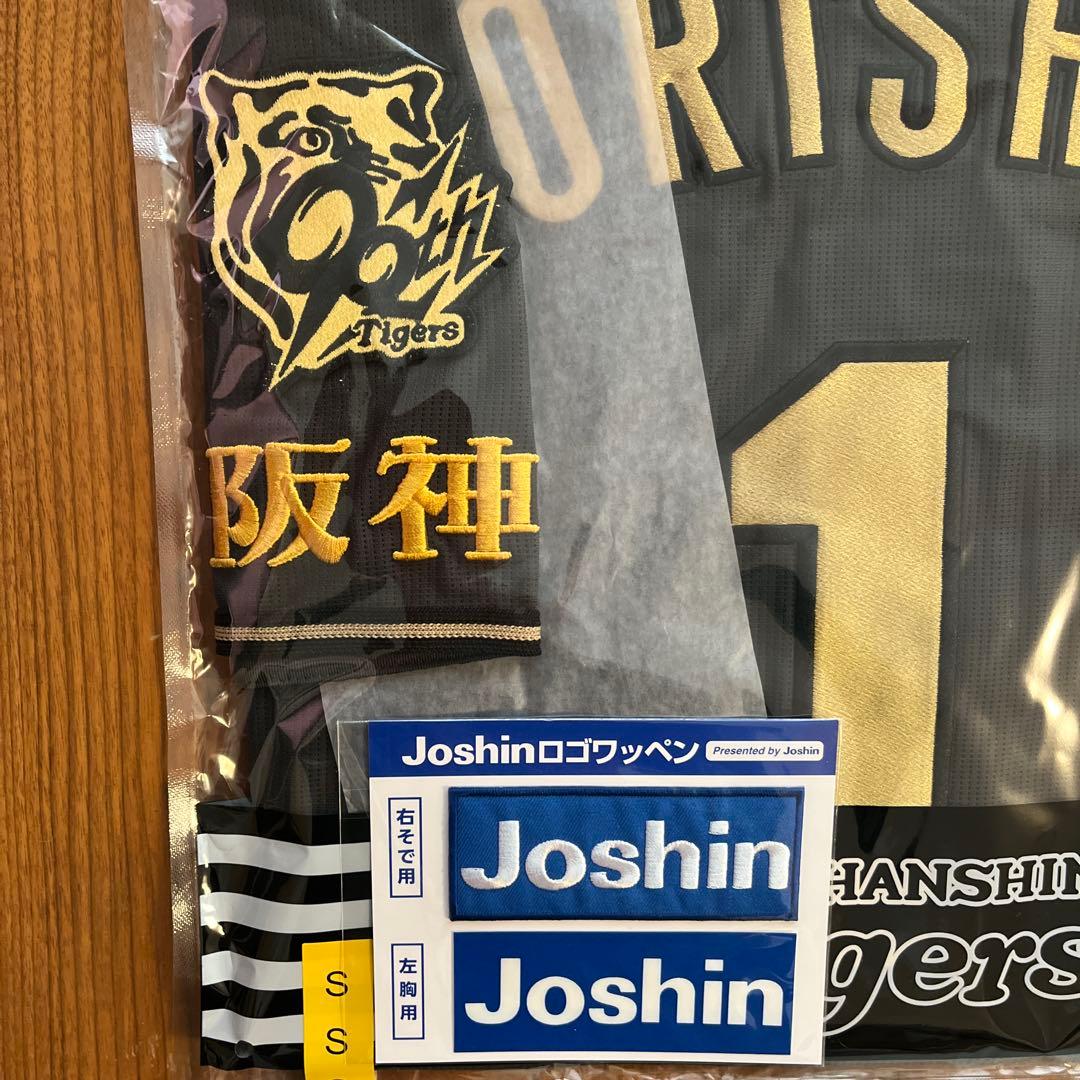 ORISH
90th
Tigers
阪神
1
Joshinロゴワッペン Presented by Joshin
右そで用
Joshin
左胸用
Joshin
HANSHIN
gers
S
S